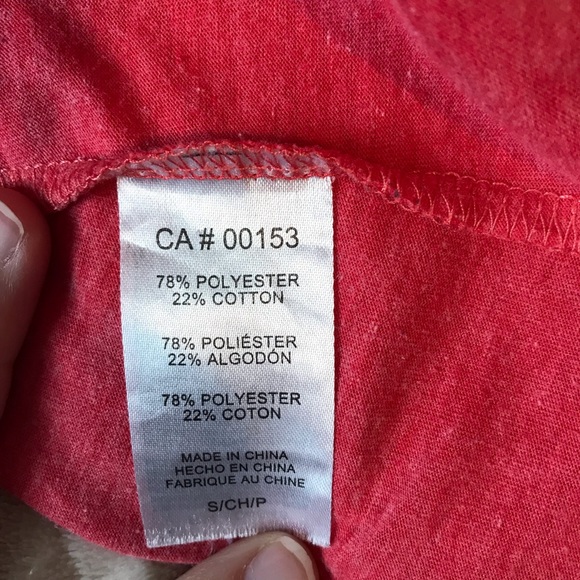 CA# 00153
78% POLYESTER
22% COTTON
78% POLIÉSTER
22% ALGODÓN
78% POLYESTER
22% COTON
MADE IN CHINA
HECHO EN CHINA
FABRIQUE AU CHINE
S/CH/P